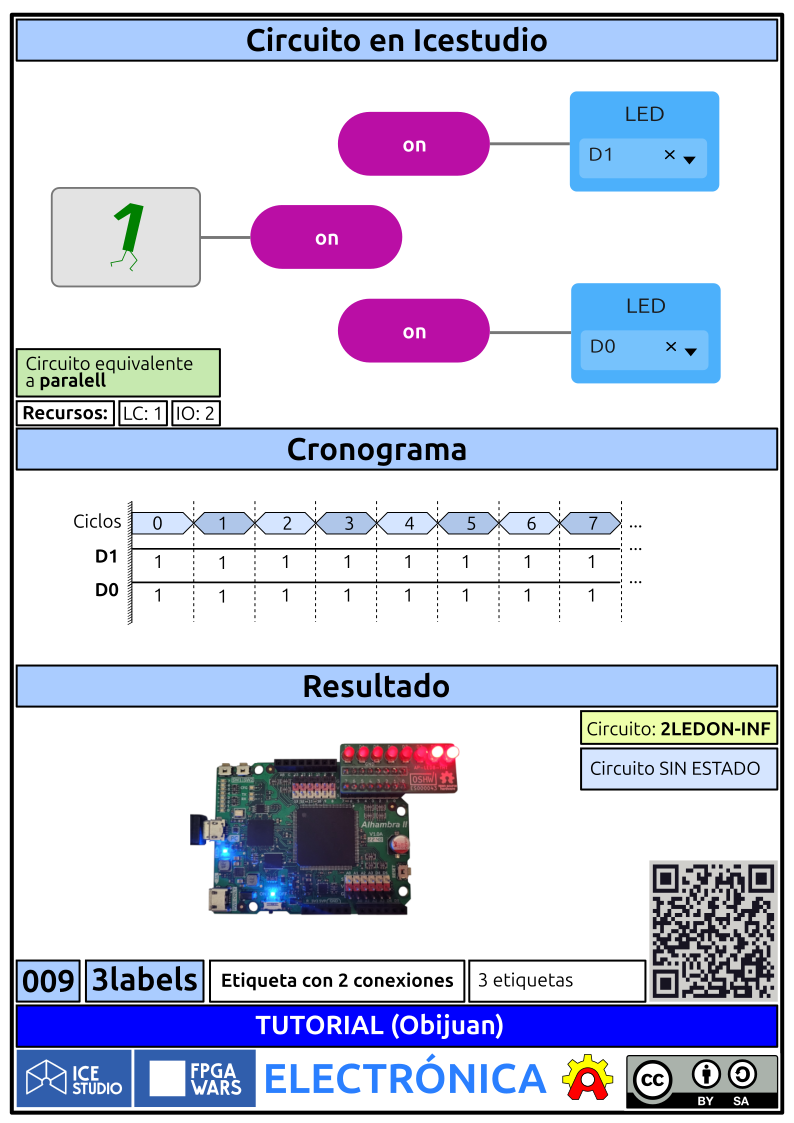 Circuito en Icestudio
LED
on
D1 ×
1
on
LED
on
D0 ×
Circuito equivalente
a paralell
Recursos: LC: 1 IO: 2
Cronograma
Ciclos 0 1 2 3 4 5 6 7 ...
D1 1 1 1 1 1 1 1 1 ...
D0 1 1 1 1 1 1 1 1 ...
Resultado
Circuito: 2LEDON-INF
Circuito SIN ESTADO
OSHW
Alhambra II
009 3labels Etiqueta con 2 conexiones 3 etiquetas
TUTORIAL (Obijuan)
ICE
STUDIO
FPGA
WARS
ELECTRÓNICA
CC
BY SA